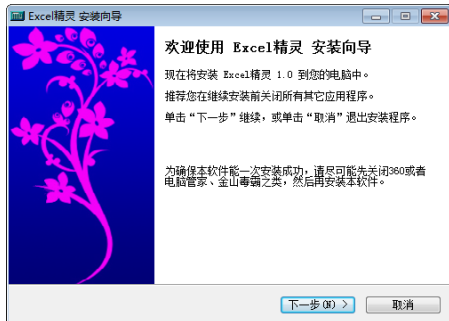 Excel精灵 安装向导
欢迎使用 Excel精灵 安装向导
现在将安装 Excel精灵 1.0 到您的电脑中。
推荐您在继续安装前关闭所有其它应用程序。
单击“下一步”继续，或单击“取消”退出安装程序。
为确保本软件能一次安装成功，请尽可能先关闭360或者
电脑管家、金山毒霸之类，然后再安装本软件。
下一步(N) >
取消